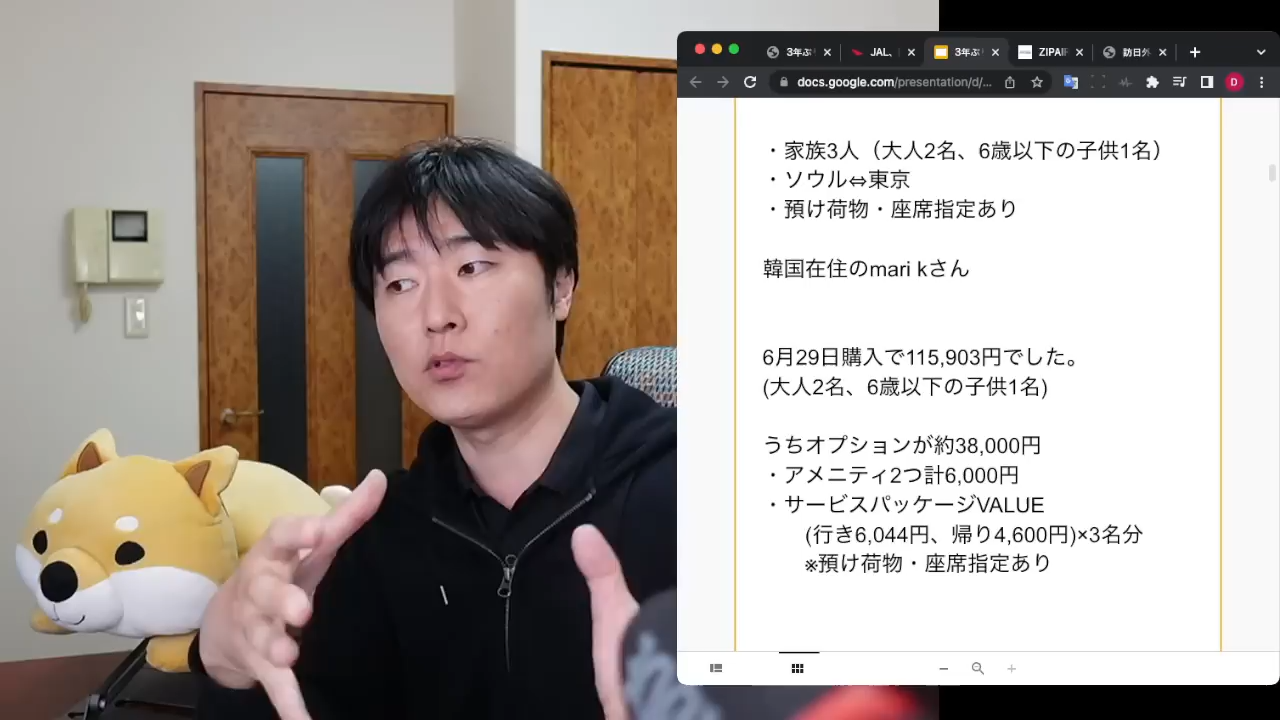 3年ぶり
JAL、
3年ぶり
ZIPAIR
訪日外
docs.google.com/presentation/d/...
D
・家族3人（大人2名、6歳以下の子供1名）
・ソウル⇔東京
・預け荷物・座席指定あり
韓国在住のmari kさん
6月29日購入で115,903円でした。
(大人2名、6歳以下の子供1名)
うちオプションが約38,000円
・アメニティ2つ計6,000円
・サービスパッケージVALUE
(行き6,044円、帰り4,600円)×3名分
※預け荷物・座席指定あり